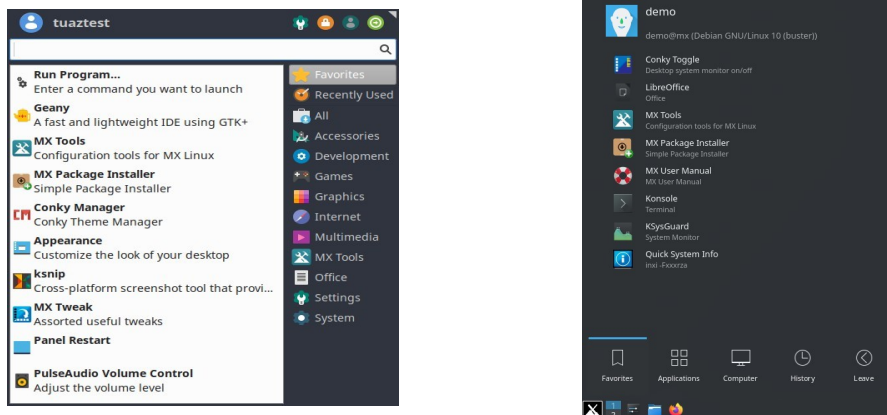 tuaztest
Run Program...
Enter a command you want to launch
Geany
A fast and lightweight IDE using GTK+
MX Tools
Configuration tools for MX Linux
MX Package Installer
Simple Package Installer
Conky Manager
Conky Theme Manager
Appearance
Customize the look of your desktop
ksnip
Cross-platform screenshot tool that provi...
MX Tweak
Assorted useful tweaks
Panel Restart
PulseAudio Volume Control
Adjust the volume level
Favorites
Recently Used
All
Accessories
Development
Games
Graphics
Internet
Multimedia
MX Tools
Office
Settings
System
demo
demo@mx (Debian GNU/Linux 10 (buster))
Conky Toggle
Desktop system monitor on/off
LibreOffice
Office
MX Tools
Configuration tools for MX Linux
MX Package Installer
Simple Package Installer
MX User Manual
MX User Manual
Konsole
Terminal
KSysGuard
System Monitor
Quick System Info
inxi -Fxxxrza
Favorites
Applications
Computer
History
Leave
1
2